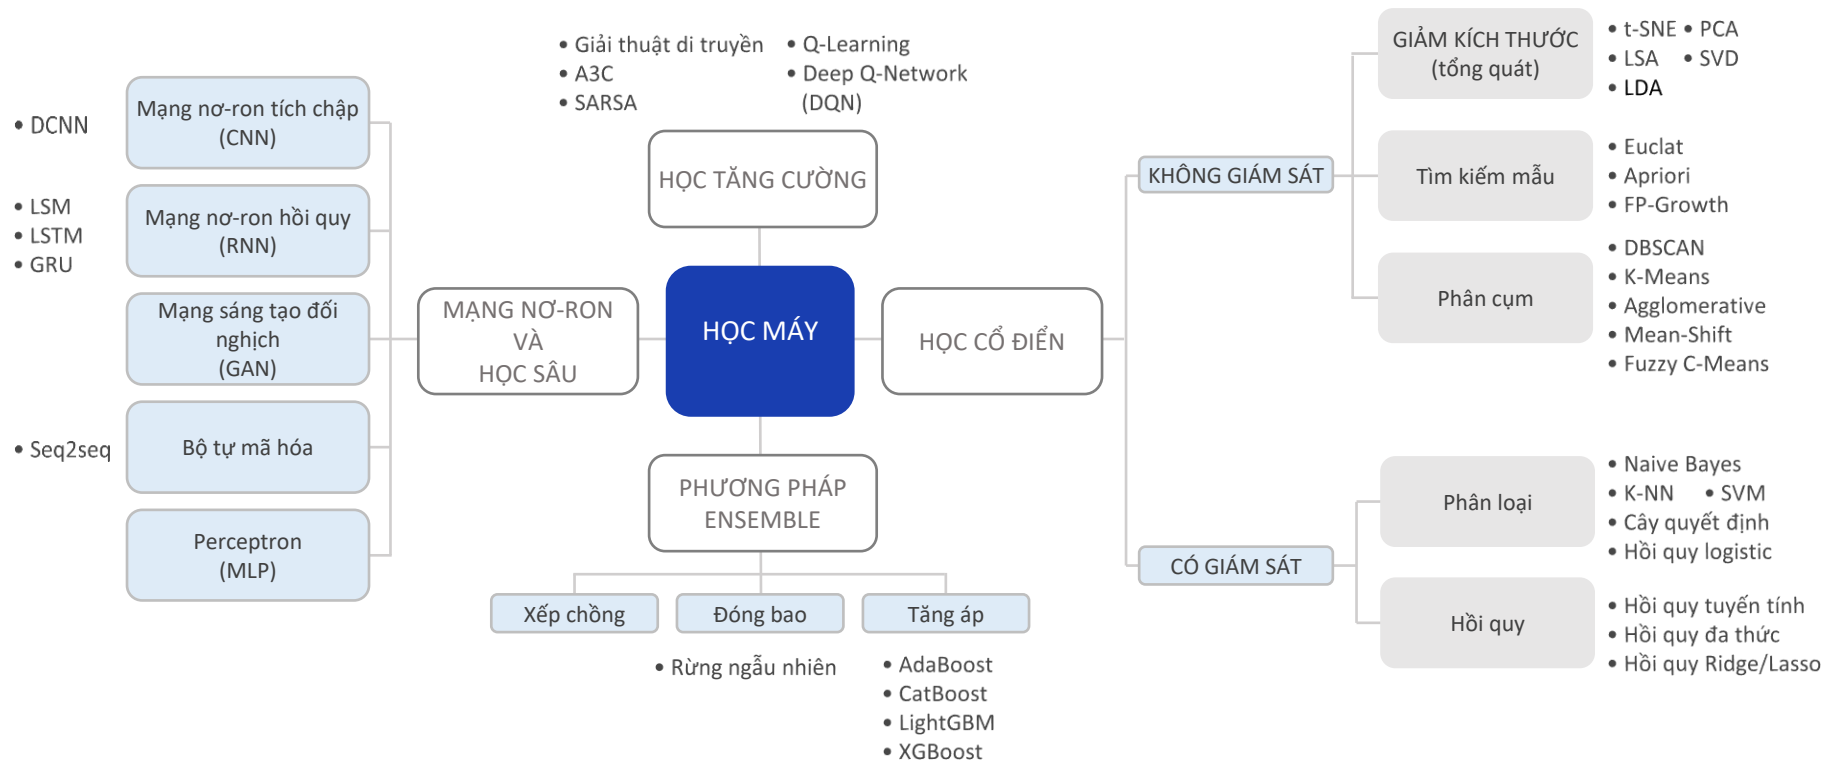 • Giải thuật di truyền
• A3C
• SARSA
• Q-Learning
• Deep Q-Network
(DQN)
HỌC TĂNG CƯỜNG
• DCNN
Mạng nơ-ron tích chập
(CNN)
• LSM
• LSTM
• GRU
Mạng nơ-ron hồi quy
(RNN)
Mạng sáng tạo đối
nghịch
(GAN)
• Seq2seq
Bộ tự mã hóa
Perceptron
(MLP)
MẠNG NƠ-RON
VÀ
HỌC SÂU
HỌC MÁY
HỌC CỔ ĐIỂN
PHƯƠNG PHÁP
ENSEMBLE
Xếp chồng
Đóng bao
Tăng áp
• Rừng ngẫu nhiên
• AdaBoost
• CatBoost
• LightGBM
• XGBoost
KHÔNG GIÁM SÁT
GIẢM KÍCH THƯỚC
(tổng quát)
• t-SNE • PCA
• LSA • SVD
• LDA
Tìm kiếm mẫu
• Euclat
• Apriori
• FP-Growth
Phân cụm
• DBSCAN
• K-Means
• Agglomerative
• Mean-Shift
• Fuzzy C-Means
CÓ GIÁM SÁT
Phân loại
• Naive Bayes
• K-NN • SVM
• Cây quyết định
• Hồi quy logistic
Hồi quy
• Hồi quy tuyến tính
• Hồi quy đa thức
• Hồi quy Ridge/Lasso